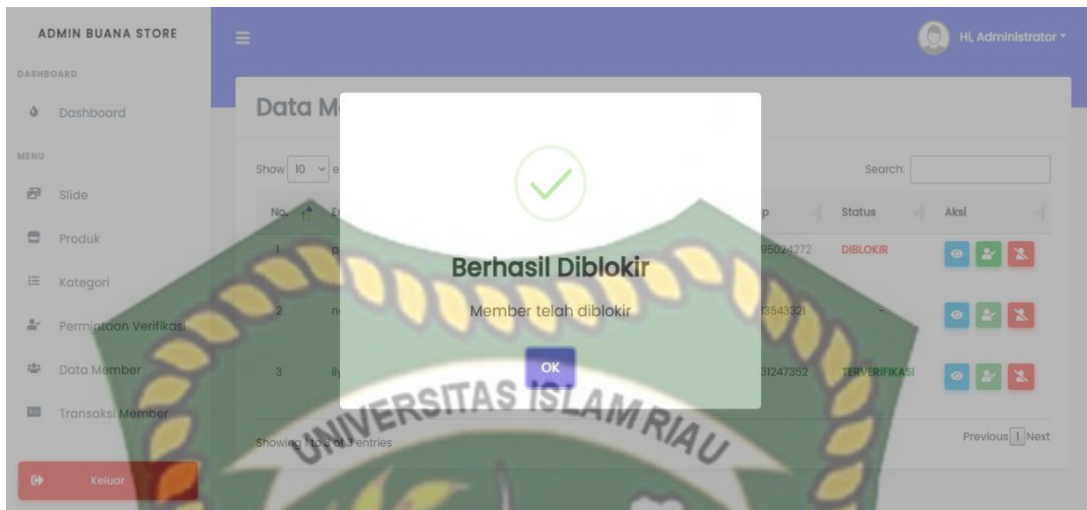 ADMIN BUANA STORE
Hi, Administrator
DASHBOARD
Dashboard
MENU
Slide
Produk
Kategori
Permintaan Verifikasi
Data Member
Transaksi Member
Keluar
Data
Show 10
Search:
No. Status Aksi
1 DIBLOKIR
2 -
3 TERVERIFIKASI
Showing 1 to 3 of 3 entries
Previous 1 Next
Berhasil Diblokir
Member telah diblokir
OK
UNIVERSITAS ISLAM RIAU